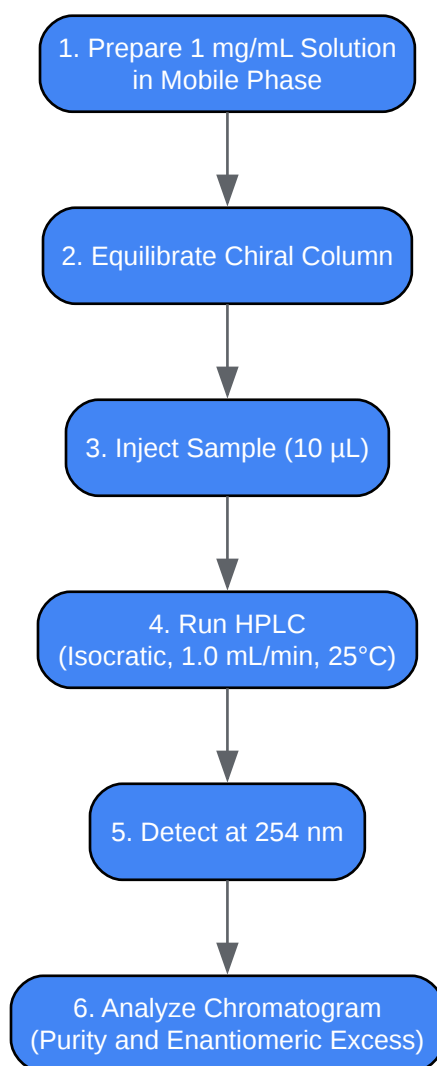 1. Prepare 1 mg/mL Solution
in Mobile Phase
2. Equilibrate Chiral Column
3. Inject Sample (10 µL)
4. Run HPLC
(Isocratic, 1.0 mL/min, 25°C)
5. Detect at 254 nm
6. Analyze Chromatogram
(Purity and Enantiomeric Excess)